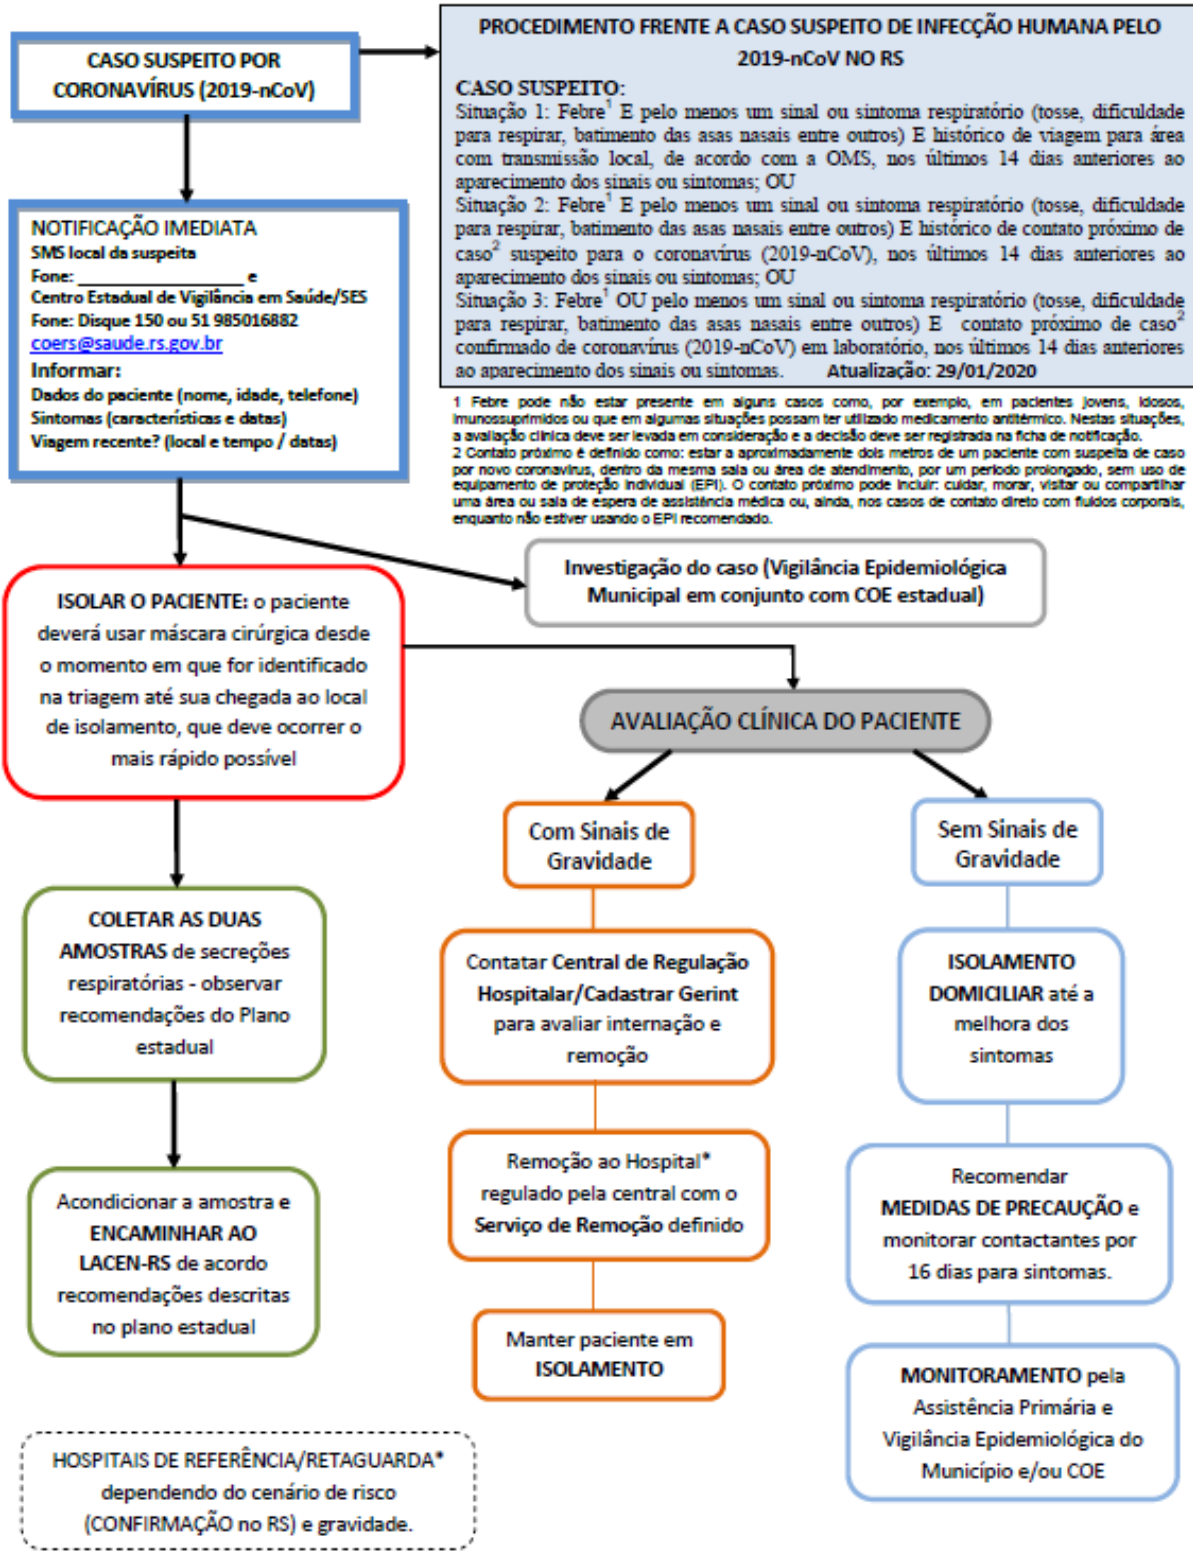 CASO SUSPEITO POR
CORONAVÍRUS (2019-nCoV)
PROCEDIMENTO FRENTE A CASO SUSPEITO DE INFECÇÃO HUMANA PELO
2019-nCoV NO RS
CASO SUSPEITO:
Situação 1: Febre¹ E pelo menos um sinal ou sintoma respiratório (tosse, dificuldade
para respirar, batimento das asas nasais entre outros) E histórico de viagem para área
com transmissão local, de acordo com a OMS, nos últimos 14 dias anteriores ao
aparecimento dos sinais ou sintomas; OU
Situação 2: Febre¹ E pelo menos um sinal ou sintoma respiratório (tosse, dificuldade
para respirar, batimento das asas nasais entre outros) E histórico de contato próximo de
caso² suspeito para o coronavírus (2019-nCoV), nos últimos 14 dias anteriores ao
aparecimento dos sinais ou sintomas; OU
Situação 3: Febre¹ OU pelo menos um sinal ou sintoma respiratório (tosse, dificuldade
para respirar, batimento das asas nasais entre outros) E contato próximo de caso²
confirmado de coronavírus (2019-nCoV) em laboratório, nos últimos 14 dias anteriores
ao aparecimento dos sinais ou sintomas. Atualização: 29/01/2020
1 Febre pode não estar presente em alguns casos como, por exemplo, em pacientes jovens, idosos,
imunossuprimidos ou que em algumas situações possam ter utilizado medicamento antitérmico. Nestas situações,
a avaliação clínica deve ser levada em consideração e a decisão deve ser registrada na ficha de notificação.
2 Contato próximo é definido como: estar a aproximadamente dois metros de um paciente com suspeita de caso
por novo coronavírus, dentro da mesma sala ou área de atendimento, por um período prolongado, sem uso de
equipamento de proteção individual (EPI). O contato próximo pode incluir: cuidar, morar, visitar ou compartilhar
uma área ou sala de espera de assistência médica ou, ainda, nos casos de contato direto com fluidos corporais,
enquanto não estiver usando o EPI recomendado.
NOTIFICAÇÃO IMEDIATA
SMS local da suspeita
Fone: ____________________ e
Centro Estadual de Vigilância em Saúde/SES
Fone: Disque 150 ou 51 985016882
coers@saude.rs.gov.br
Informar:
Dados do paciente (nome, idade, telefone)
Sintomas (características e datas)
Viagem recente? (local e tempo / datas)
Investigação do caso (Vigilância Epidemiológica
Municipal em conjunto com COE estadual)
ISOLAR O PACIENTE: o paciente
deverá usar máscara cirúrgica desde
o momento em que for identificado
na triagem até sua chegada ao local
de isolamento, que deve ocorrer o
mais rápido possível
AVALIAÇÃO CLÍNICA DO PACIENTE
Com Sinais de
Gravidade
Sem Sinais de
Gravidade
COLETAR AS DUAS
AMOSTRAS de secreções
respiratórias - observar
recomendações do Plano
estadual
Contatar Central de Regulação
Hospitalar/Cadastrar Gerint
para avaliar internação e
remoção
ISOLAMENTO
DOMICILIAR até a
melhora dos
sintomas
Acondicionar a amostra e
ENCAMINHAR AO
LACEN-RS de acordo
recomendações descritas
no plano estadual
Remoção ao Hospital*
regulado pela central com o
Serviço de Remoção definido
Recomendar
MEDIDAS DE PRECAUÇÃO e
monitorar contactantes por
16 dias para sintomas.
Manter paciente em
ISOLAMENTO
MONITORAMENTO pela
Assistência Primária e
Vigilância Epidemiológica do
Município e/ou COE
HOSPITAIS DE REFERÊNCIA/RETAGUARDA*
dependendo do cenário de risco
(CONFIRMAÇÃO no RS) e gravidade.